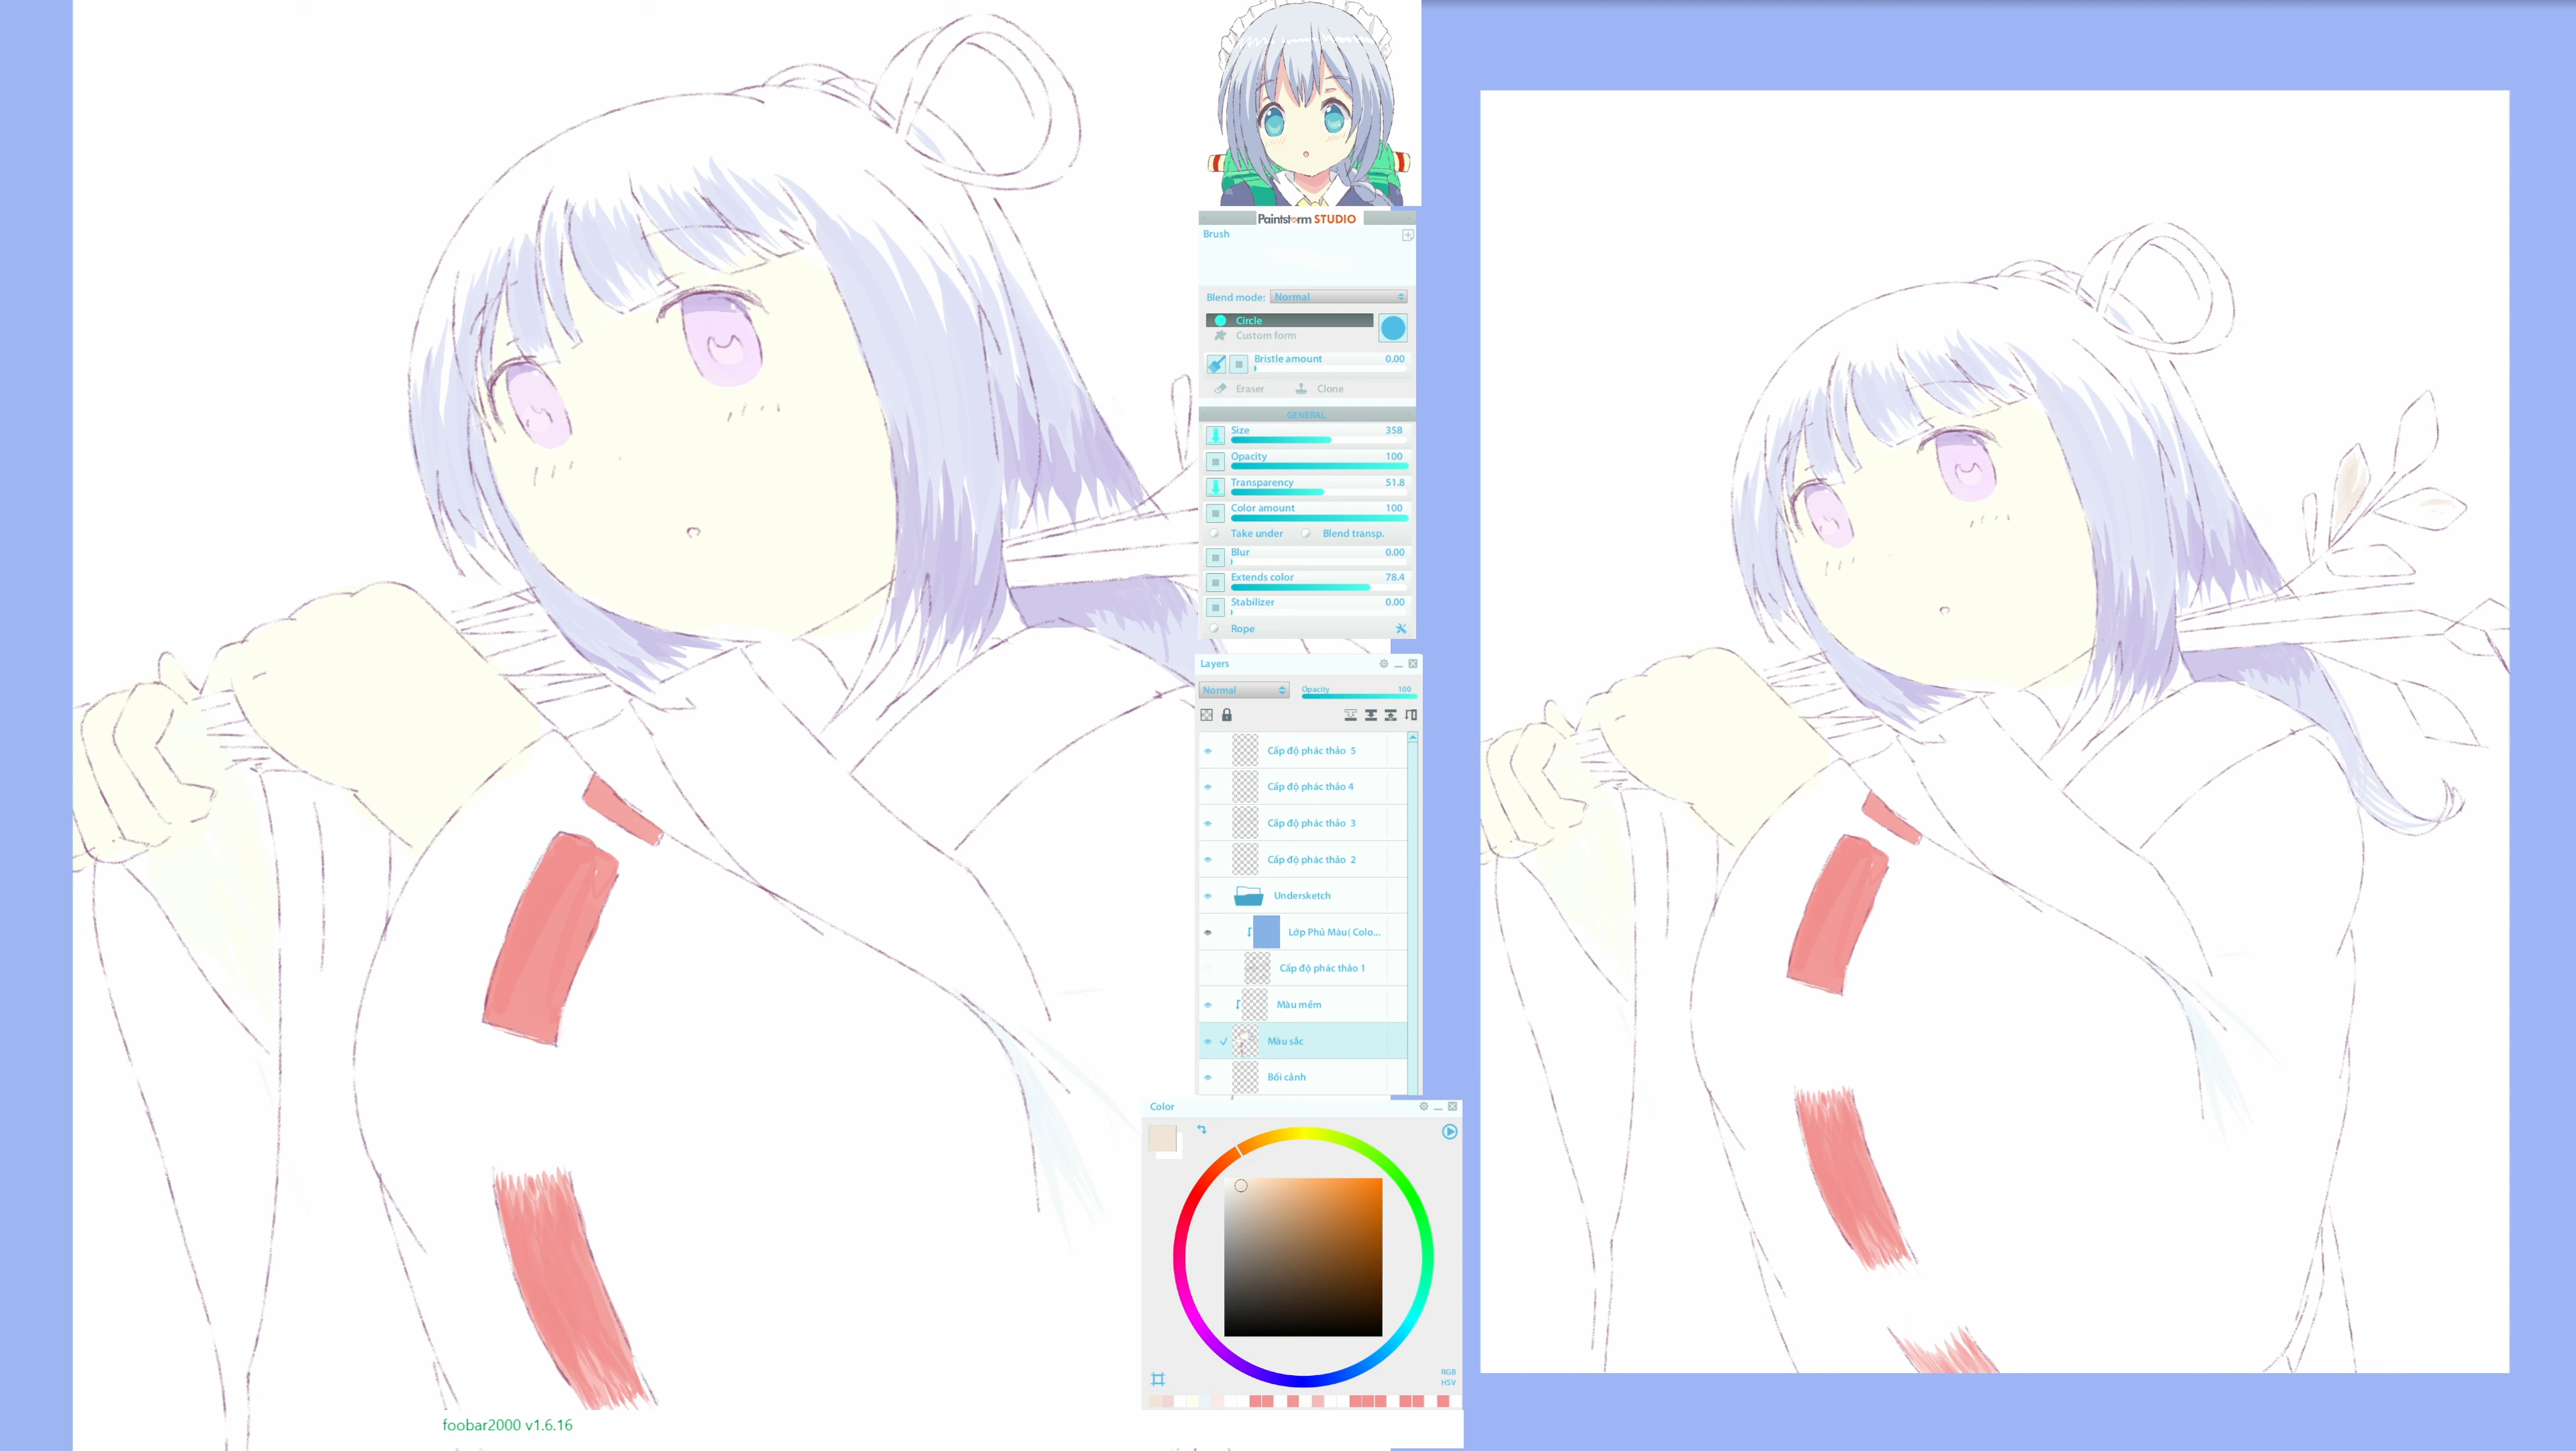 Paintstorm STUDIO
Brush
Blend mode: Normal
Circle
Custom form
Bristle amount 0.00
Eraser Clone
GENERAL
Size 358
Opacity 100
Transparency 51.8
Color amount 100
Take under Blend transp.
Blur 0.00
Extends color 78.4
Stabilizer 0.00
Rope
Layers
Normal Opacity 100
Cấp độ phác thảo 5
Cấp độ phác thảo 4
Cấp độ phác thảo 3
Cấp độ phác thảo 2
Undersketch
Lớp Phủ Màu( Colo...
Cấp độ phác thảo 1
Màu mềm
Màu sắc
Bối cảnh
Color
RGB
HSV
foobar2000 v1.6.16